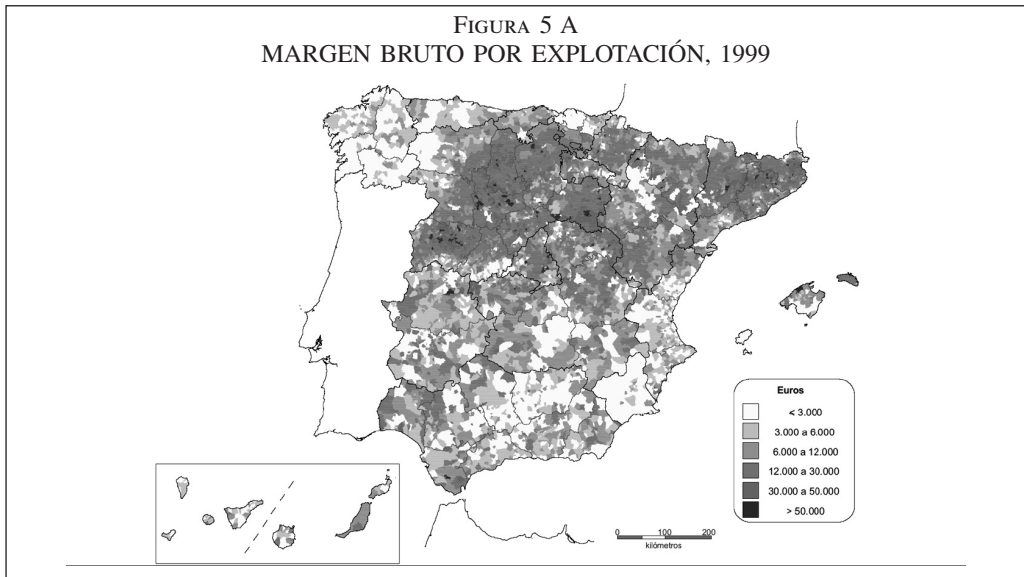 FIGURA 5 A
MARGEN BRUTO POR EXPLOTACIÓN, 1999
Euros
< 3.000
3.000 a 6.000
6.000 a 12.000
12.000 a 30.000
30.000 a 50.000
> 50.000
0 100 200
kilómetros